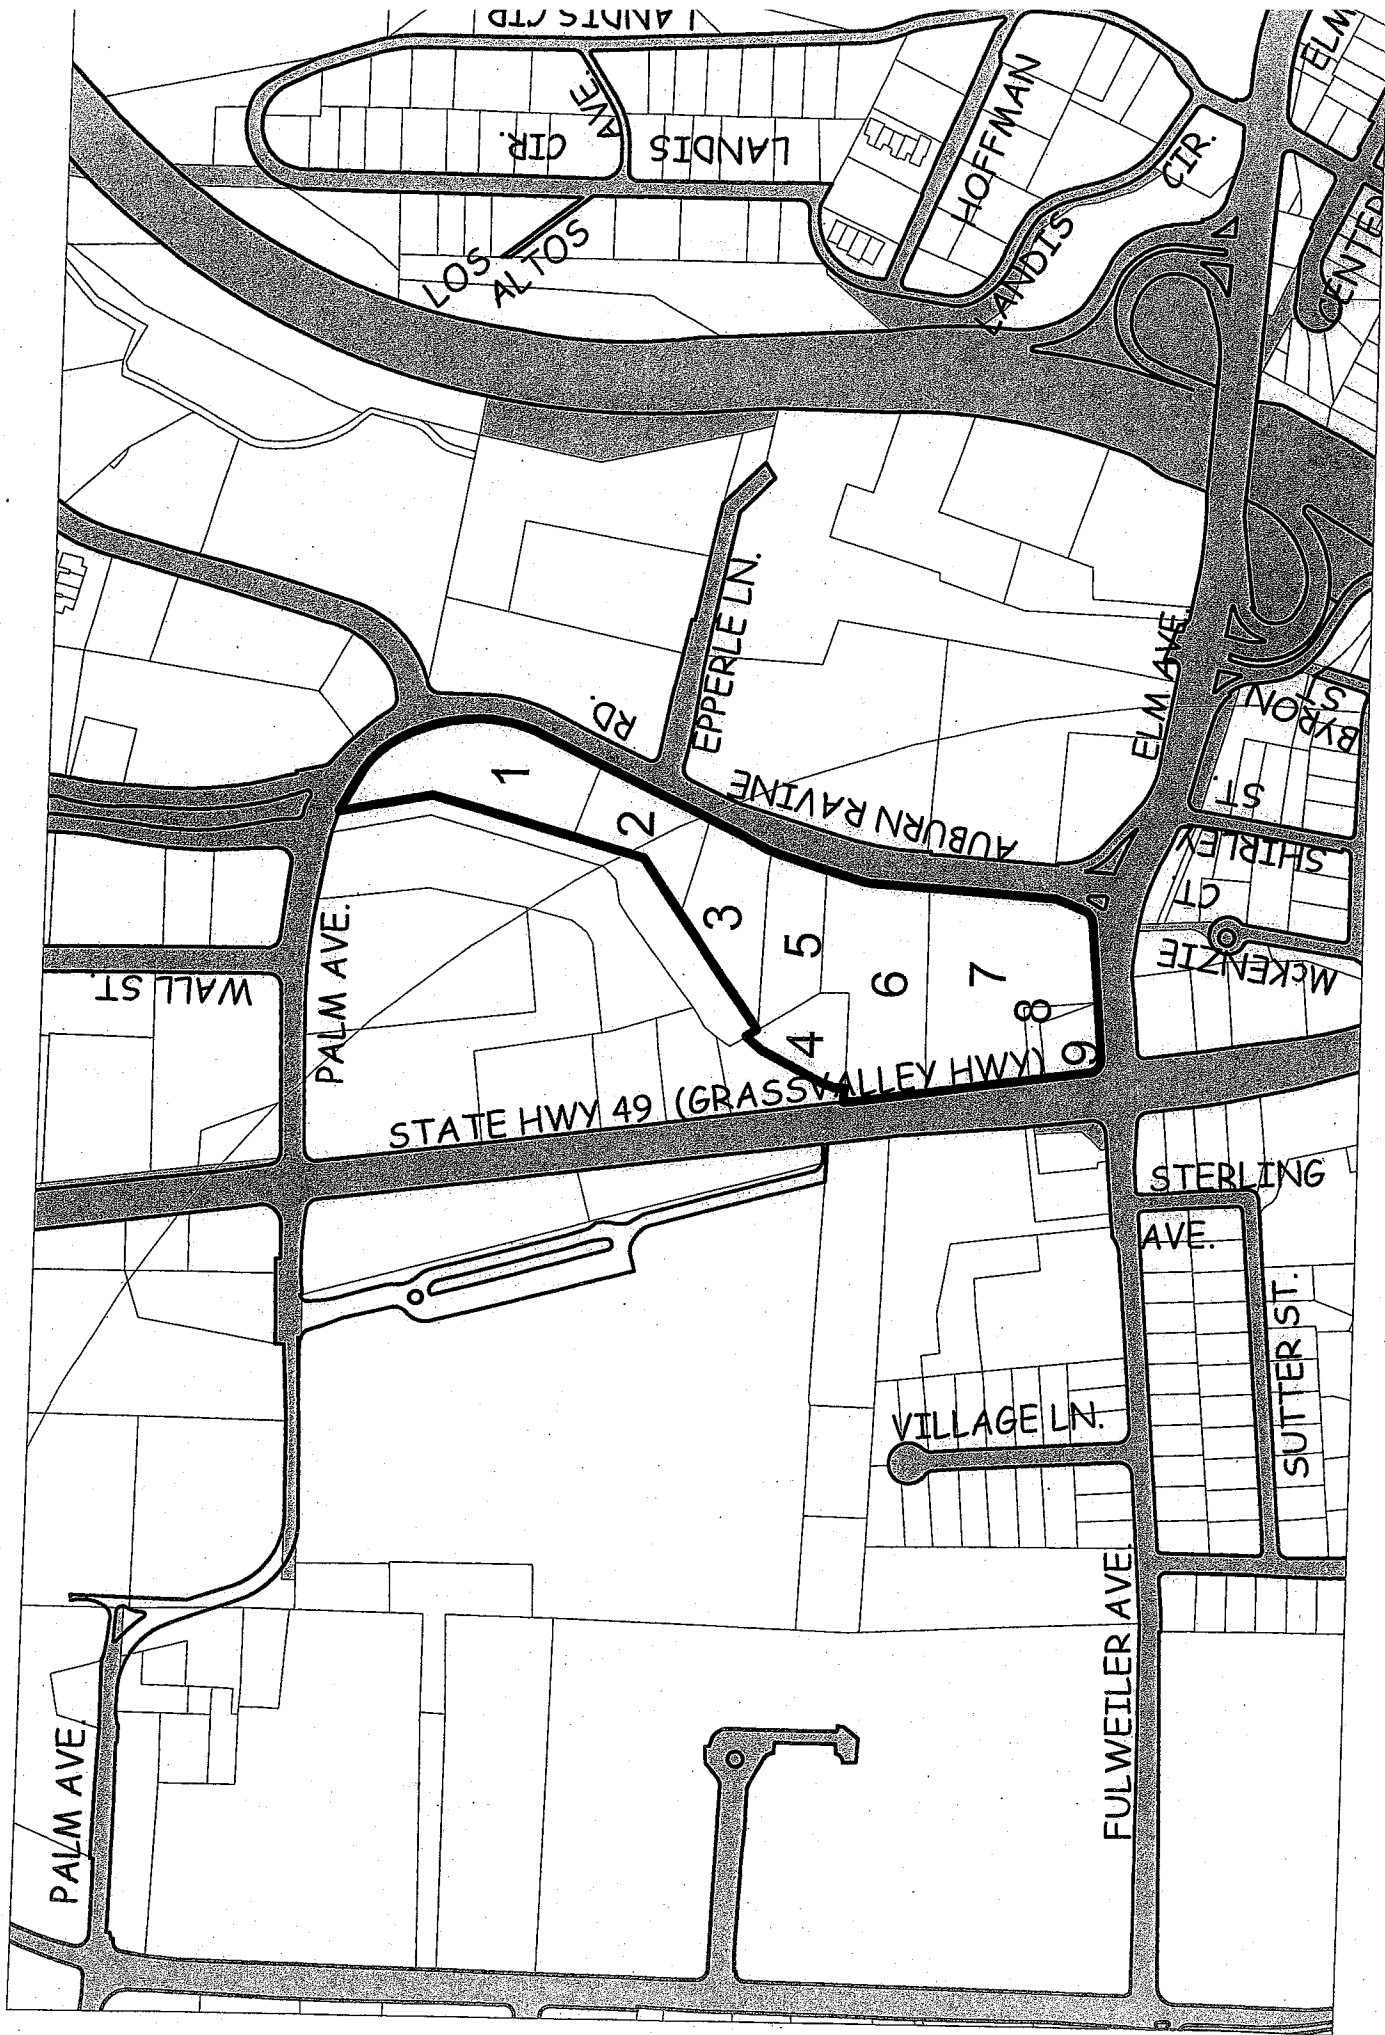 LANDIS CIR
ELM
AVE.
CIR.
LANDIS
HOFFMAN
CIR.
LANDIS
LOS
ALTOS
CENTER
RD.
EPPERLE LN.
AUBURN RAVINE
ELM AVE.
BYRON
ST.
SHIRLEY
ST.
McKENZIE
CT
WALL ST.
PALM AVE.
1
2
3
4
5
6
7
8
9
STATE HWY 49 (GRASSVALLEY HWY)
STERLING
AVE.
SUTTER ST.
VILLAGE LN.
FULWEILER AVE.
PALM AVE.